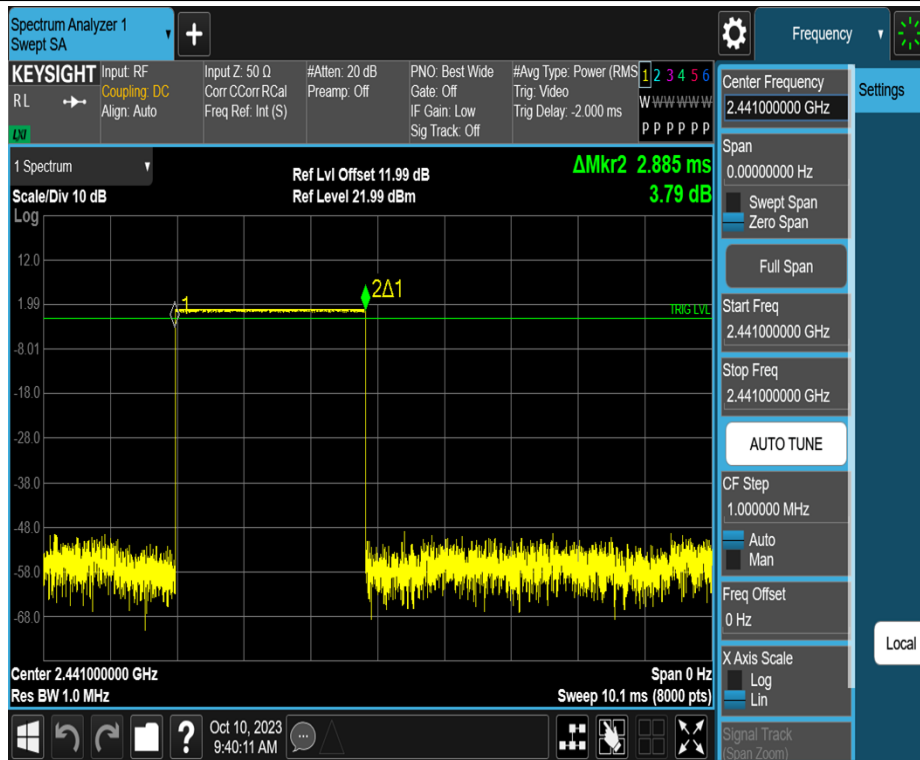 Spectrum Analyzer 1
Swept SA
Frequency
KEYSIGHT
RL
LXI
Input: RF
Coupling: DC
Align: Auto
Input Z: 50 Ω
Corr CCorr RCal
Freq Ref: Int (S)
#Atten: 20 dB
Preamp: Off
PNO: Best Wide
Gate: Off
IF Gain: Low
Sig Track: Off
#Avg Type: Power (RMS
Trig: Video
Trig Delay: -2.000 ms
1 2 3 4 5 6
W W W W W W
P P P P P P
1 Spectrum
Scale/Div 10 dB
Ref Lvl Offset 11.99 dB
Ref Level 21.99 dBm
ΔMkr2 2.885 ms
3.79 dB
Log
12.0
1.99
-8.01
-18.0
-28.0
-38.0
-48.0
-58.0
-68.0
1
2Δ1
TRIG LVL
Center 2.441000000 GHz
Res BW 1.0 MHz
Span 0 Hz
Sweep 10.1 ms (8000 pts)
Oct 10, 2023
9:40:11 AM
Center Frequency
2.441000000 GHz
Span
0.00000000 Hz
Swept Span
Zero Span
Full Span
Start Freq
2.441000000 GHz
Stop Freq
2.441000000 GHz
AUTO TUNE
CF Step
1.000000 MHz
Auto
Man
Freq Offset
0 Hz
X Axis Scale
Log
Lin
Signal Track
(Span Zoom)
Settings
Local